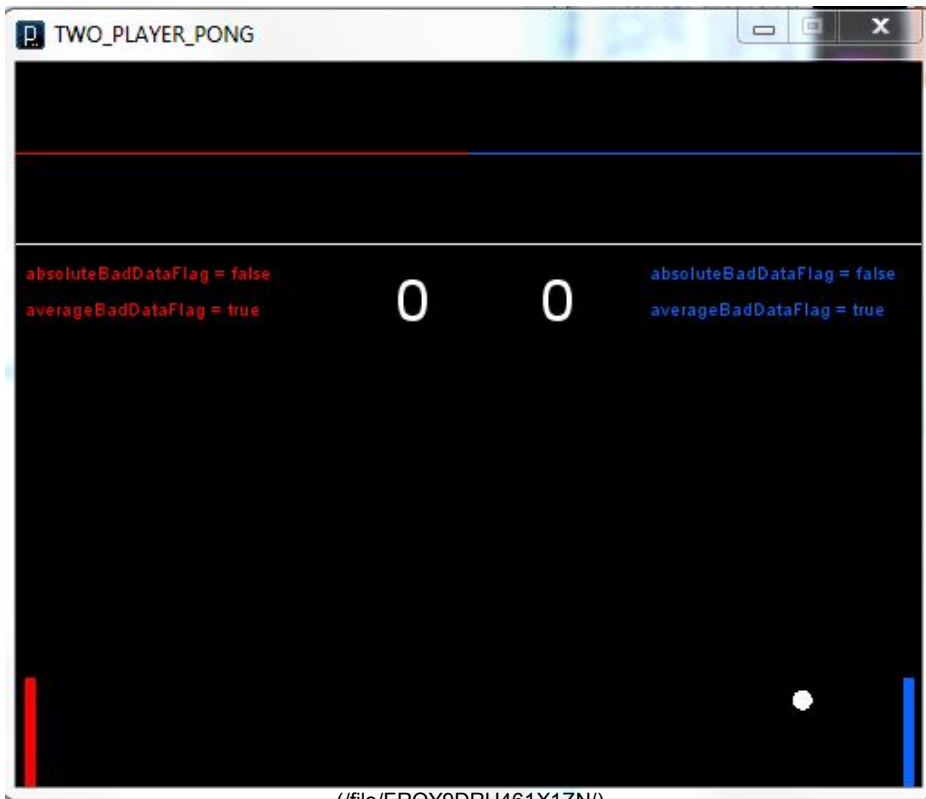 TWO_PLAYER_PONG
absoluteBadDataFlag = false
averageBadDataFlag = true
0 0
absoluteBadDataFlag = false
averageBadDataFlag = true